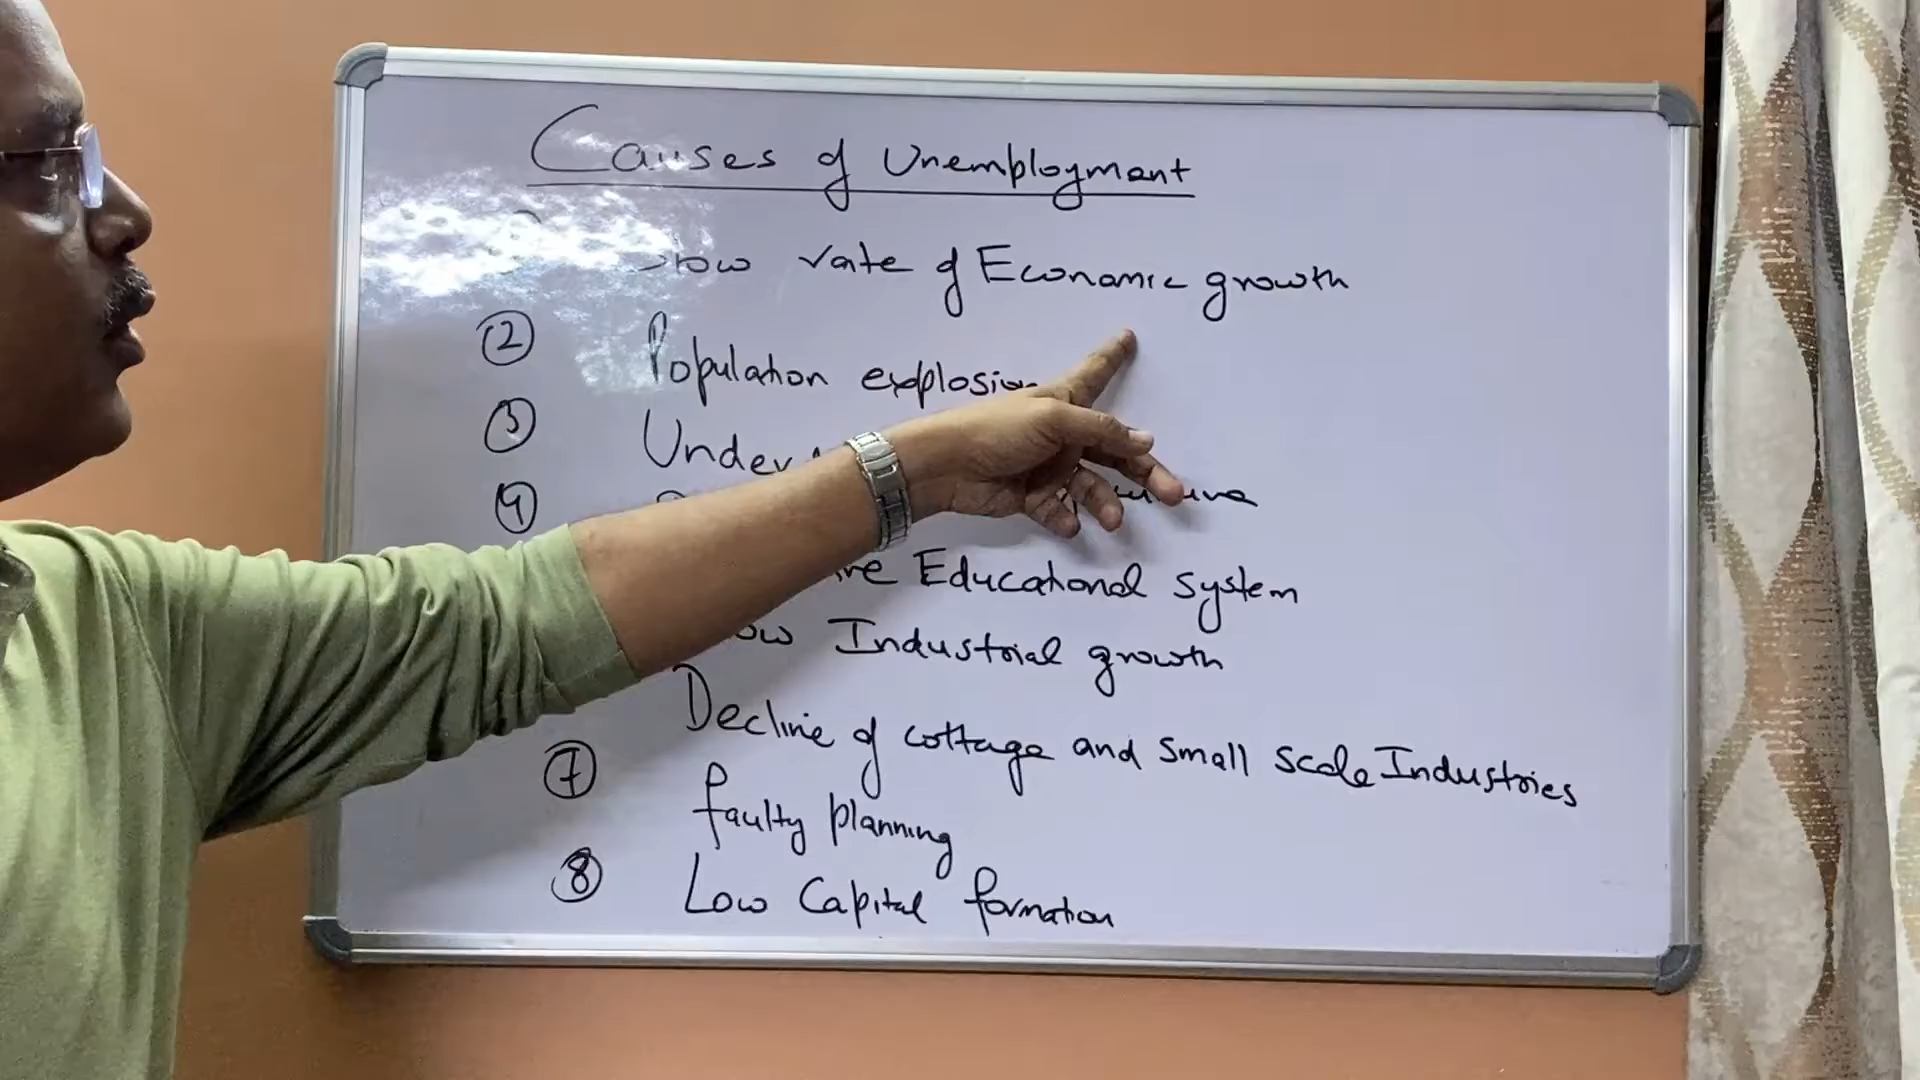 Causes of Unemployment
Slow rate of Economic growth
② Population explosion
③ Under
④
Educational system
Industrial growth
Decline of cottage and small scale Industries
⑦ faulty planning
⑧ Low Capital formation